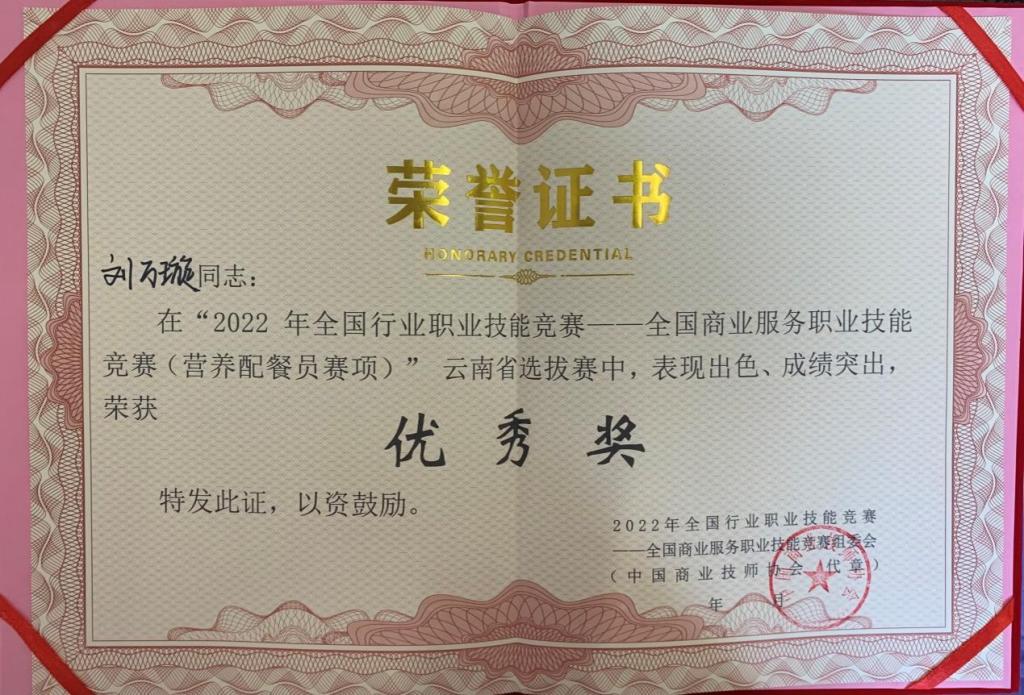 荣誉证书
HONORARY CREDENTIAL
刘万璇同志：
在“2022 年全国行业职业技能竞赛——全国商业服务职业技能
竞赛（营养配餐员赛项）” 云南省选拔赛中，表现出色、成绩突出，
荣获
优秀奖
特发此证，以资鼓励。
2022年全国行业职业技能竞赛
——全国商业服务职业技能竞赛组委会
（中国商业技师协会 代章）
年 月